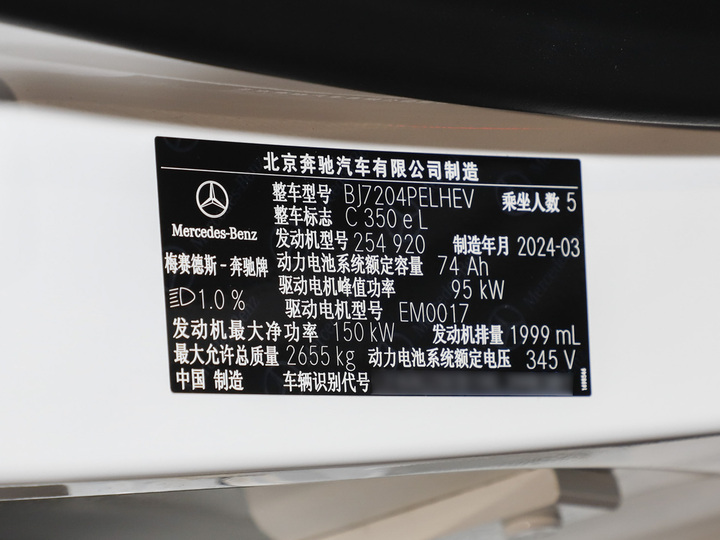 北京奔驰汽车有限公司制造
整车型号 BJ7204PELHEV 乘坐人数 5
整车标志 C 350 e L
Mercedes-Benz 发动机型号 254 920 制造年月 2024-03
梅赛德斯-奔驰牌 动力电池系统额定容量 74 Ah
驱动电机峰值功率 95 kW
1.0 % 驱动电机型号 EM0017
发动机最大净功率 150 kW 发动机排量 1999 mL
最大允许总质量 2655 kg 动力电池系统额定电压 345 V
中国 制造 车辆识别代号